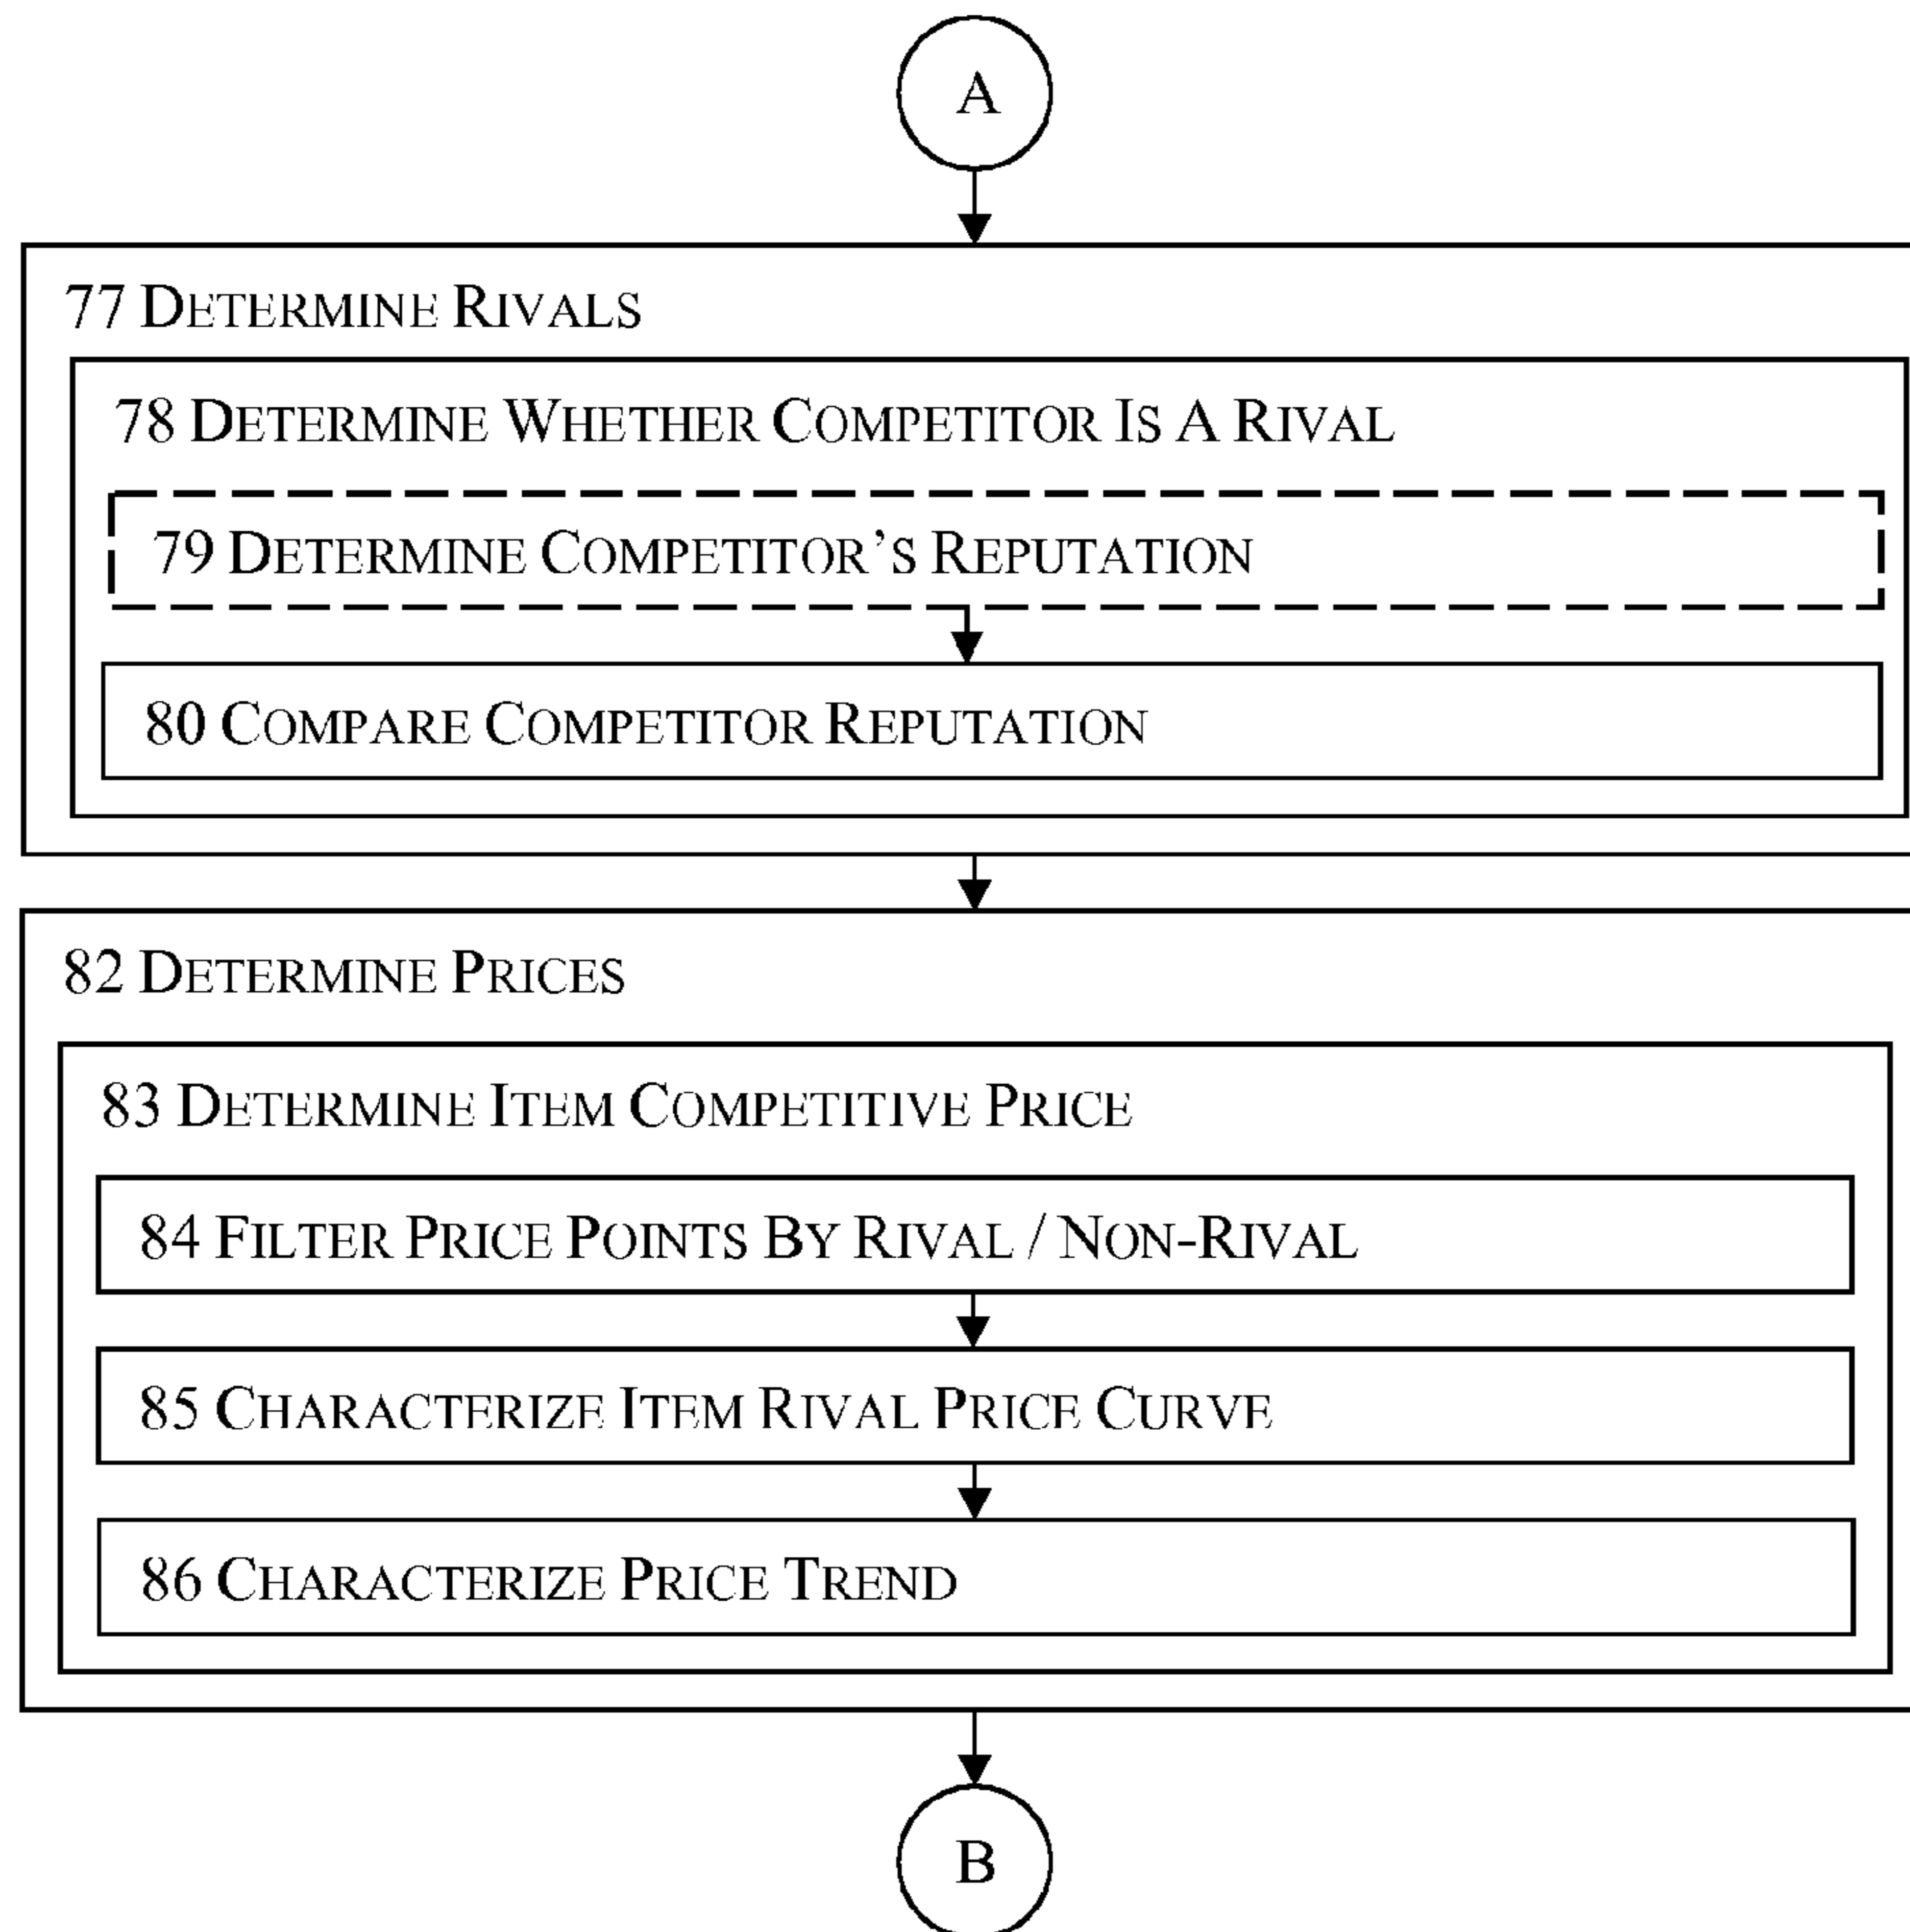 A
77 DETERMINE RIVALS
78 DETERMINE WHETHER COMPETITOR IS A RIVAL
79 DETERMINE COMPETITOR’S REPUTATION
80 COMPARE COMPETITOR REPUTATION
82 DETERMINE PRICES
83 DETERMINE ITEM COMPETITIVE PRICE
84 FILTER PRICE POINTS BY RIVAL / NON-RIVAL
85 CHARACTERIZE ITEM RIVAL PRICE CURVE
86 CHARACTERIZE PRICE TREND
B